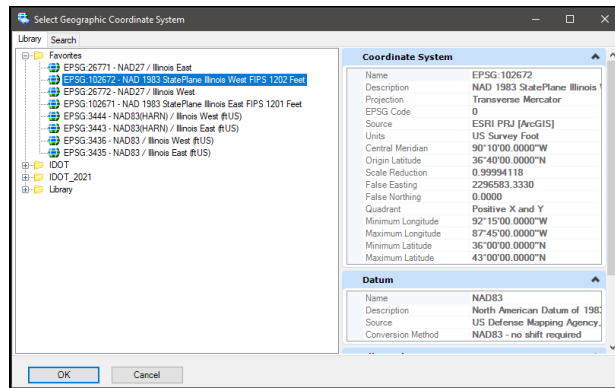 Select Geographic Coordinate System
Library Search
Favorites
EPSG:26771 - NAD27 / Illinois East
EPSG:102672 - NAD 1983 StatePlane Illinois West FIPS 1202 Feet
EPSG:26772 - NAD27 / Illinois West
EPSG:102671 - NAD 1983 StatePlane Illinois East FIPS 1201 Feet
EPSG:3444 - NAD83(HARN) / Illinois West (ftUS)
EPSG:3443 - NAD83(HARN) / Illinois East (ftUS)
EPSG:3436 - NAD83 / Illinois West (ftUS)
EPSG:3435 - NAD83 / Illinois East (ftUS)
IDOT
IDOT_2021
Library
Coordinate System
Name EPSG:102672
Description NAD 1983 StatePlane Illinois
Projection Transverse Mercator
EPSG Code 0
Source ESRI PRJ [ArcGIS]
Units US Survey Foot
Central Meridian 90°10'00.0000"W
Origin Latitude 36°40'00.0000"N
Scale Reduction 0.99994118
False Easting 2296583.3330
False Northing 0.0000
Quadrant Positive X and Y
Minimum Longitude 92°15'00.0000"W
Maximum Longitude 87°45'00.0000"W
Minimum Latitude 36°00'00.0000"N
Maximum Latitude 43°00'00.0000"N
Datum
Name NAD83
Description North American Datum of 1983
Source US Defense Mapping Agency,
Conversion Method NAD83 - no shift required
OK Cancel